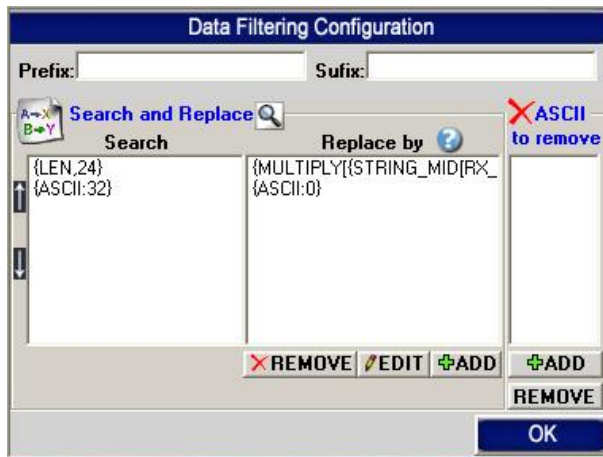 Data Filtering Configuration
Prefix:
Sufix:
A→X
B→Y
Search and Replace
Search
Replace by
{LEN,24}
{ASCII:32}
{MULTIPLY[{STRING_MID[RX_
{ASCII:0}
REMOVE
EDIT
ADD
ASCII
to remove
ADD
REMOVE
OK